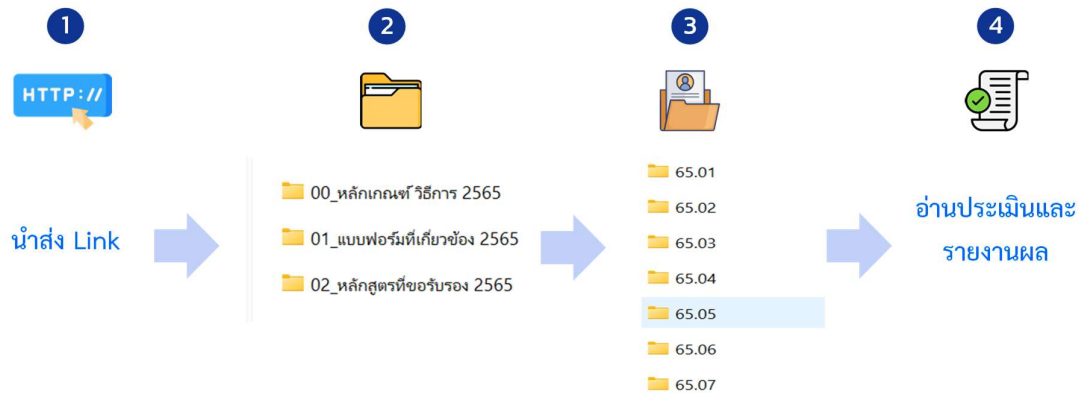 1
2
3
4
HTTP://
นำส่ง Link
00_หลักเกณฑ์ วิธีการ 2565
01_แบบฟอร์มที่เกี่ยวข้อง 2565
02_หลักสูตรที่ขอรับรอง 2565
65.01
65.02
65.03
65.04
65.05
65.06
65.07
อ่านประเมินและ
รายงานผล